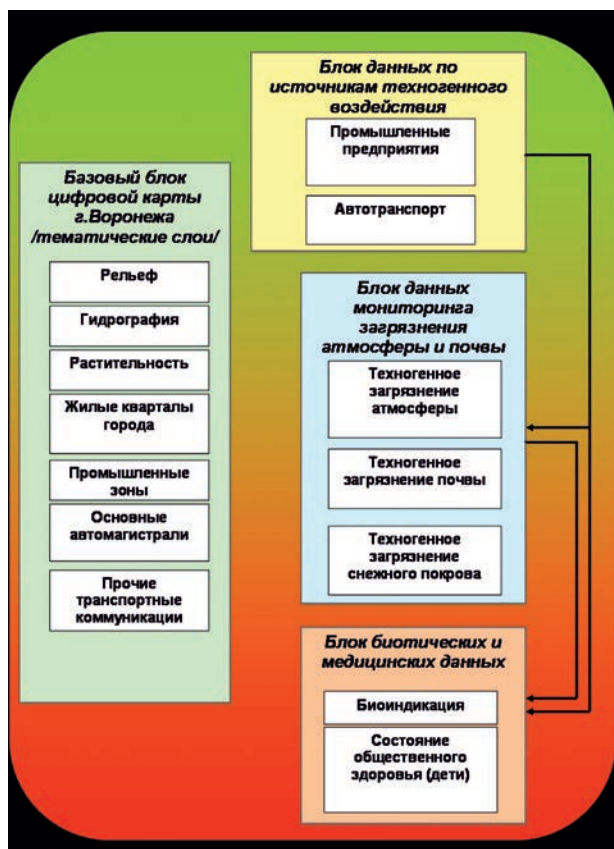 Блок данных по
источникам техногенного
воздействия
Промышленные
предприятия
Автотранспорт
Базовый блок
цифровой карты
г.Воронежа
/тематические слои/
Рельеф
Гидрография
Растительность
Жилые кварталы
города
Промышленные
зоны
Основные
автомагистрали
Прочие
транспортные
коммуникации
Блок данных
мониторинга
загрязнения
атмосферы и почвы
Техногенное
загрязнение
атмосферы
Техногенное
загрязнение почвы
Техногенное
загрязнение
снежного покрова
Блок биотических и
медицинских данных
Биоиндикация
Состояние
общественного
здоровья (дети)